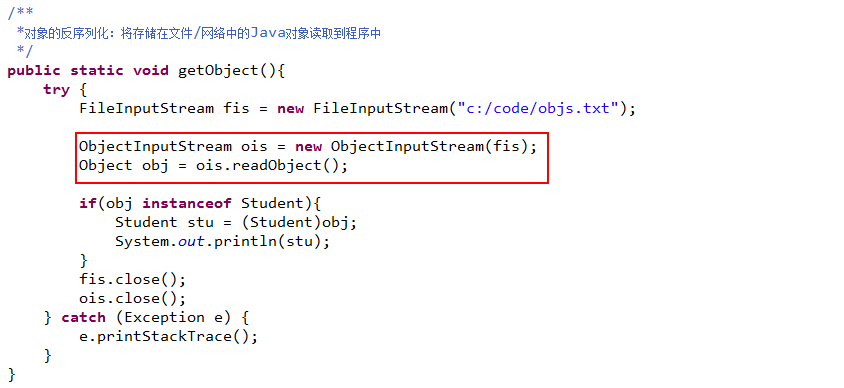 /**
 *对象的反序列化：将存储在文件/网络中的Java对象读取到程序中
 */
public static void getObject(){
    try {
        FileInputStream fis = new FileInputStream("c:/code/objs.txt");
        ObjectInputStream ois = new ObjectInputStream(fis);
        Object obj = ois.readObject();
        if(obj instanceof Student){
            Student stu = (Student)obj;
            System.out.println(stu);
        }
        fis.close();
        ois.close();
    } catch (Exception e) {
        e.printStackTrace();
    }
}